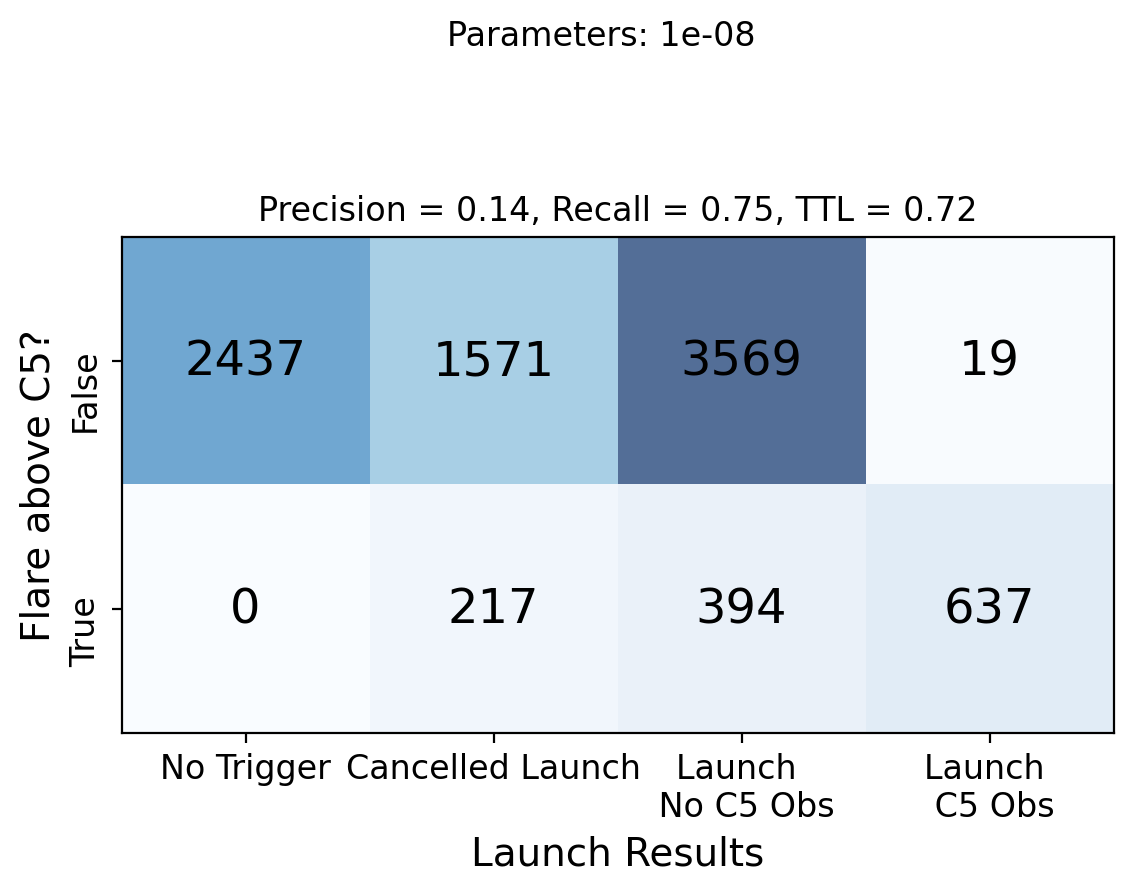 Parameters: 1e-08
Precision = 0.14, Recall = 0.75, TTL = 0.72
Flare above C5?
False
2437 1571 3569 19
True
0 217 394 637
No Trigger Cancelled Launch Launch Launch
No C5 Obs C5 Obs
Launch Results